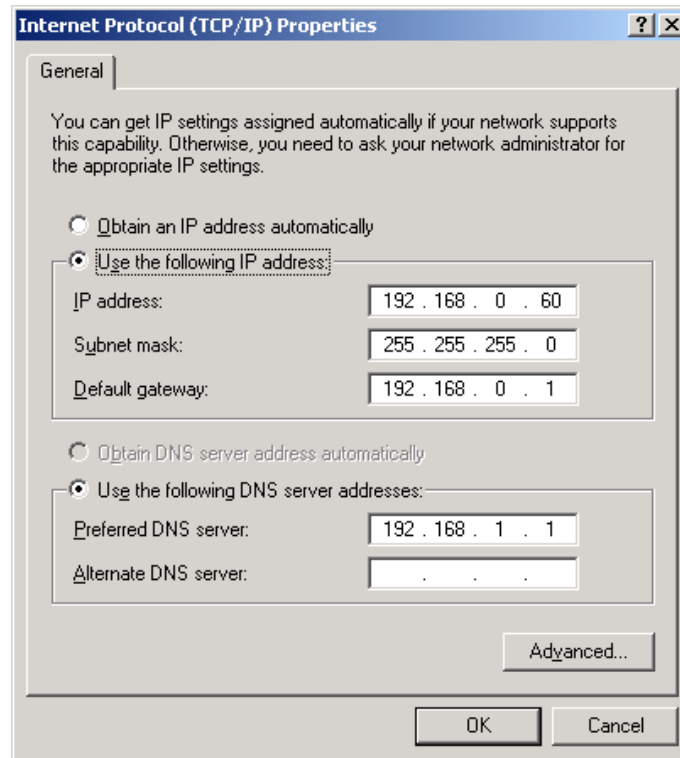 Internet Protocol (TCP/IP) Properties ? X
General
You can get IP settings assigned automatically if your network supports
this capability. Otherwise, you need to ask your network administrator for
the appropriate IP settings.
Obtain an IP address automatically
Use the following IP address:
IP address: 192 . 168 . 0 . 60
Subnet mask: 255 . 255 . 255 . 0
Default gateway: 192 . 168 . 0 . 1
Obtain DNS server address automatically
Use the following DNS server addresses:
Preferred DNS server: 192 . 168 . 1 . 1
Alternate DNS server: . . .
Advanced...
OK Cancel